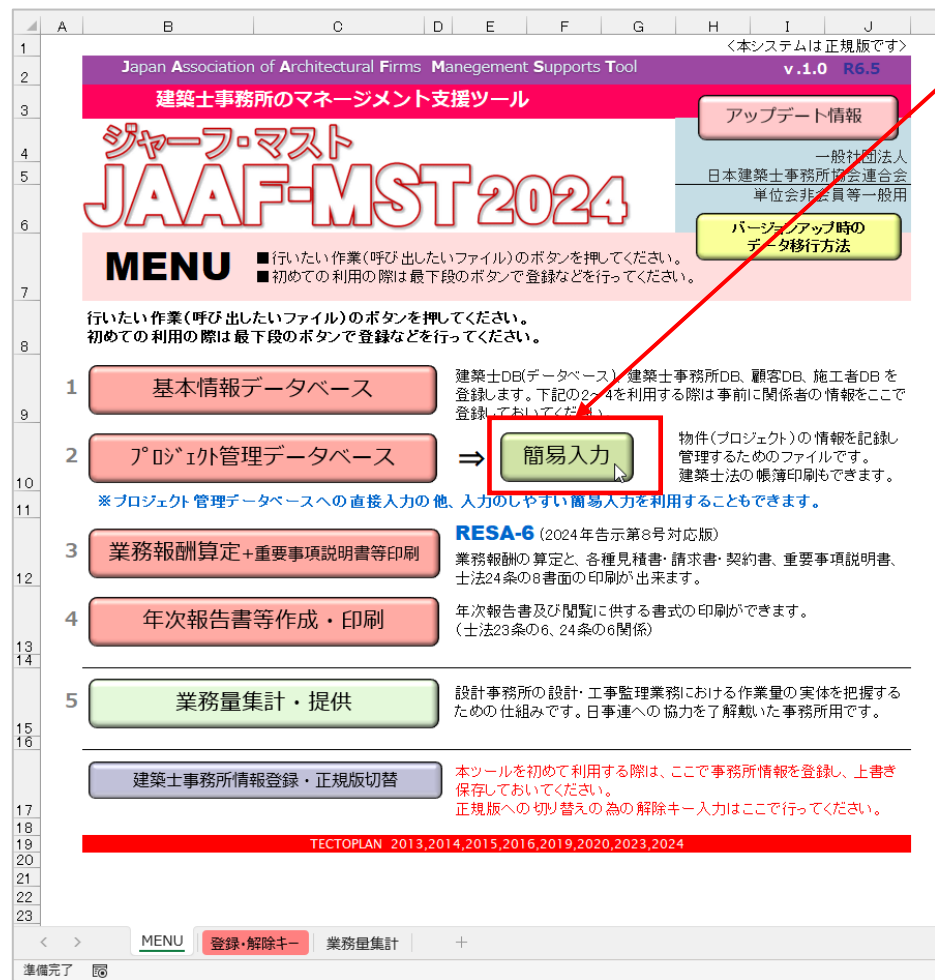 A B C D E F G H I J
1 〈本システムは正規版です〉
2 Japan Association of Architectural Firms Manegement Supports Tool v.1.0 R6.5
3 建築士事務所のマネージメント支援ツール
アップデート情報
ジャーフ・マスト
4 一般社団法人
5 日本建築士事務所協会連合会
JAAF-MST2024
6 単位会非会員等一般用
バージョンアップ時の
データ移行方法
MENU
■行いたい作業(呼び出したいファイル)のボタンを押してください。
■初めての利用の際は最下段のボタンで登録などを行ってください。
7
行いたい作業(呼び出したいファイル)のボタンを押してください。
初めての利用の際は最下段のボタンで登録などを行ってください。
8
1 基本情報データベース
建築士DB(データベース)、建築士事務所DB、顧客DB、施工者DB を
登録します。下記の2~4を利用する際は事前に関係者の情報をここで
登録しておいてください
9
2 ﾌﾟﾛｼﾞｪｸﾄ管理データベース ⇒ 簡易入力
物件(プロジェクト)の情報を記録し
管理するためのファイルです。
建築士法の帳簿印刷もできます。
10
11 ※プロジェクト管理データベースへの直接入力の他、入力のしやすい簡易入力を利用することもできます。
3 業務報酬算定+重要事項説明書等印刷
RESA-6 (2024年告示第8号対応版)
業務報酬の算定と、各種見積書・請求書・契約書、重要事項説明書、
士法24条の8書面の印刷が出来ます。
12
4 年次報告書等作成・印刷
年次報告書及び閲覧に供する書式の印刷ができます。
(士法23条の6、24条の6関係)
13
14
5 業務量集計・提供
設計事務所の設計・工事監理業務における作業量の実体を把握する
ための仕組みです。日事連への協力を了解戴いた事務所用です。
15
16
建築士事務所情報登録・正規版切替
本ツールを初めて利用する際は、ここで事務所情報を登録し、上書き
保存しておいてください。
正規版への切り替えの為の解除キー入力はここで行ってください。
17
18
19 TECTOPLAN 2013,2014,2015,2016,2019,2020,2023,2024
20
21
22
23
< > MENU 登録・解除キー 業務量集計 +
準備完了